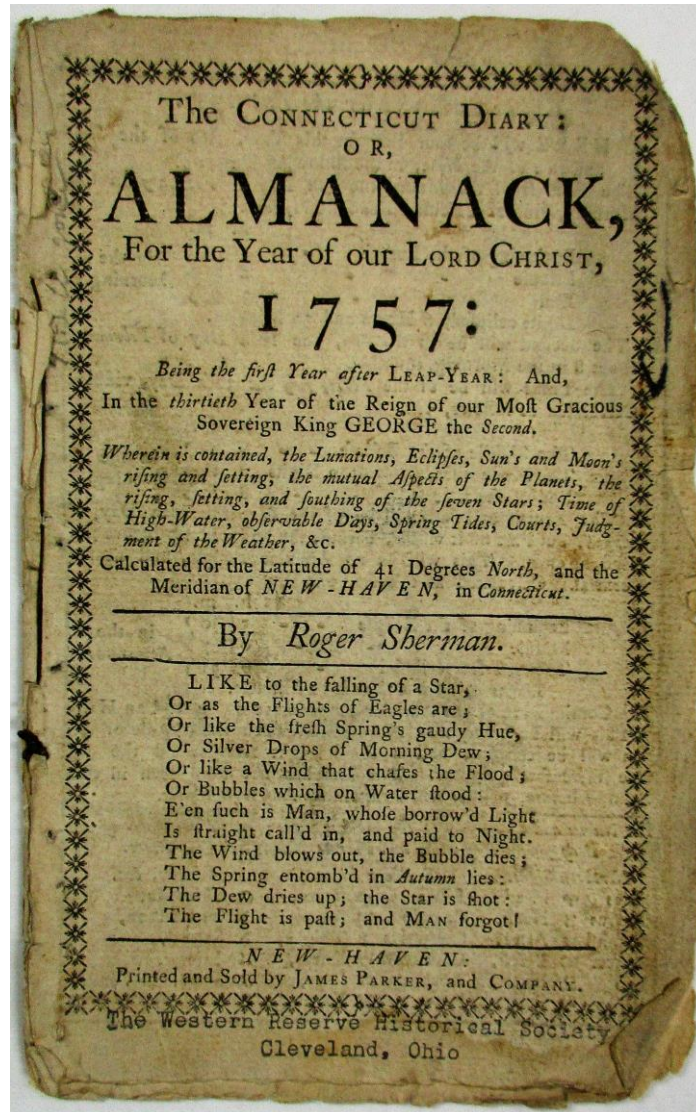 The CONNECTICUT DIARY:
OR,
ALMANACK,
For the Year of our LORD CHRIST,
1757:
Being the firſt Year after LEAP-YEAR: And,
In the thirtieth Year of the Reign of our Moſt Gracious
Sovereign King GEORGE the Second.
Wherein is contained, the Lunations, Eclipſes, Sun's and Moon's
riſing and ſetting, the mutual Aſpects of the Planets, the
riſing, ſetting, and ſouthing of the ſeven Stars; Time of
High-Water, obſervable Days, Spring Tides, Courts, Judg-
ment of the Weather, &c.
Calculated for the Latitude of 41 Degrees North, and the
Meridian of NEW-HAVEN, in Connecticut.
By Roger Sherman.
LIKE to the falling of a Star,
Or as the Flights of Eagles are;
Or like the freſh Spring's gaudy Hue,
Or Silver Drops of Morning Dew;
Or like a Wind that chafes the Flood;
Or Bubbles which on Water ſtood:
E'en ſuch is Man, whoſe borrow'd Light
Is ſtraight call'd in, and paid to Night.
The Wind blows out, the Bubble dies;
The Spring entomb'd in Autumn lies:
The Dew dries up; the Star is ſhot:
The Flight is paſt; and MAN forgot!
NEW-HAVEN:
Printed and Sold by JAMES PARKER, and COMPANY.
The Western Reserve Historical Society
Cleveland, Ohio